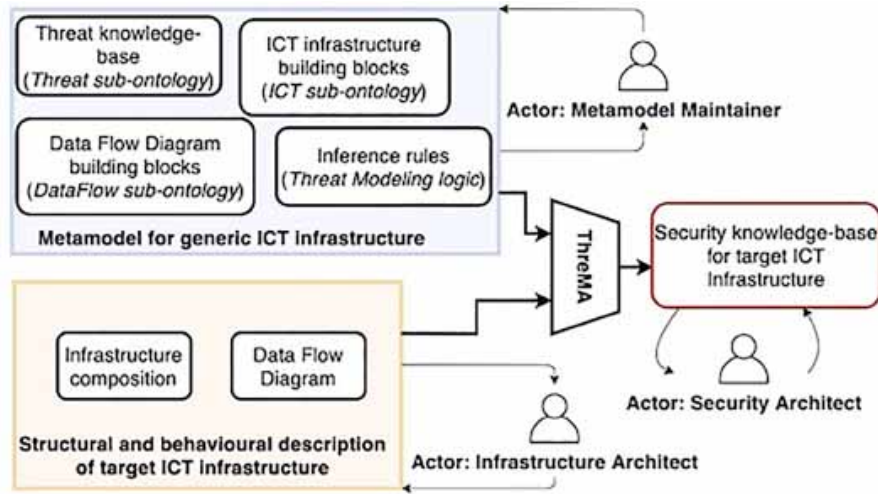 Threat knowledge-
base
(Threat sub-ontology)
ICT infrastructure
building blocks
(ICT sub-ontology)
Data Flow Diagram
building blocks
(DataFlow sub-ontology)
Inference rules
(Threat Modeling logic)
Metamodel for generic ICT infrastructure
Actor: Metamodel Maintainer
ThreMA
Security knowledge-base
for target ICT
Infrastructure
Actor: Security Architect
Infrastructure
composition
Data Flow
Diagram
Structural and behavioural description
of target ICT infrastructure
Actor: Infrastructure Architect